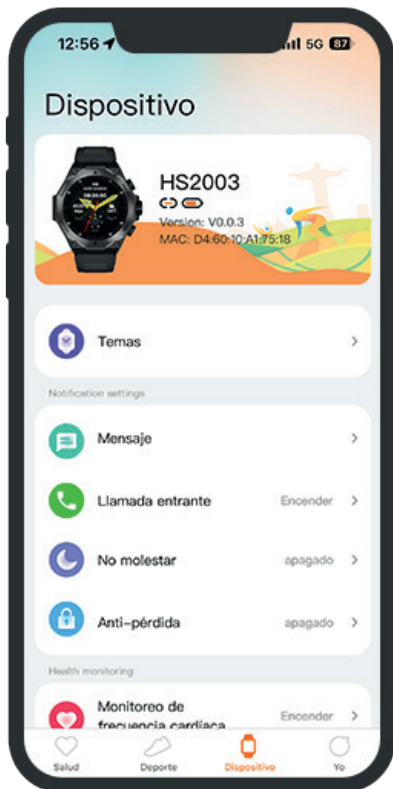 12:56
5G 87
Dispositivo
HS2003
Version: V0.0.3
MAC: D4:60:10:A1:75:18
Temas
Notification settings
Mensaje
Llamada entrante Encender
No molestar apagado
Anti-pérdida apagado
Health monitoring
Monitoreo de
frecuencia cardíaca Encender
Salud Deporte Dispositivo Yo